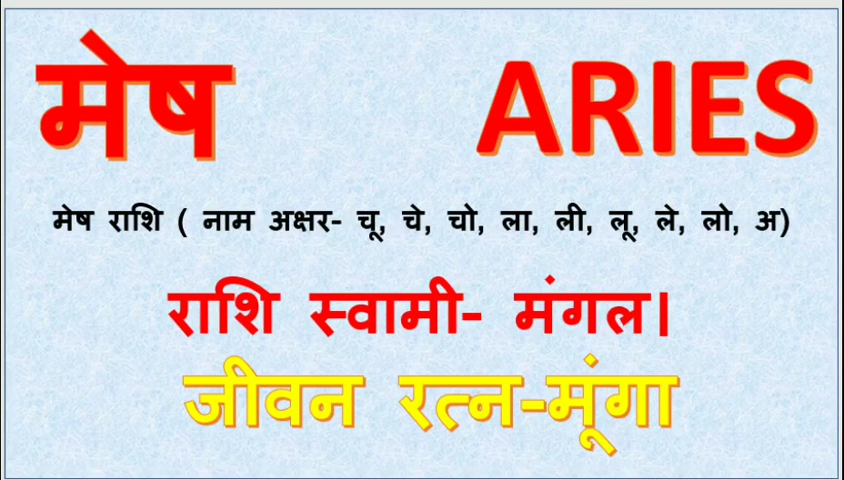 मेष ARIES
मेष राशि ( नाम अक्षर- चू, चे, चो, ला, ली, लू, ले, लो, अ)
राशि स्वामी- मंगल।
जीवन रत्न-मूंगा